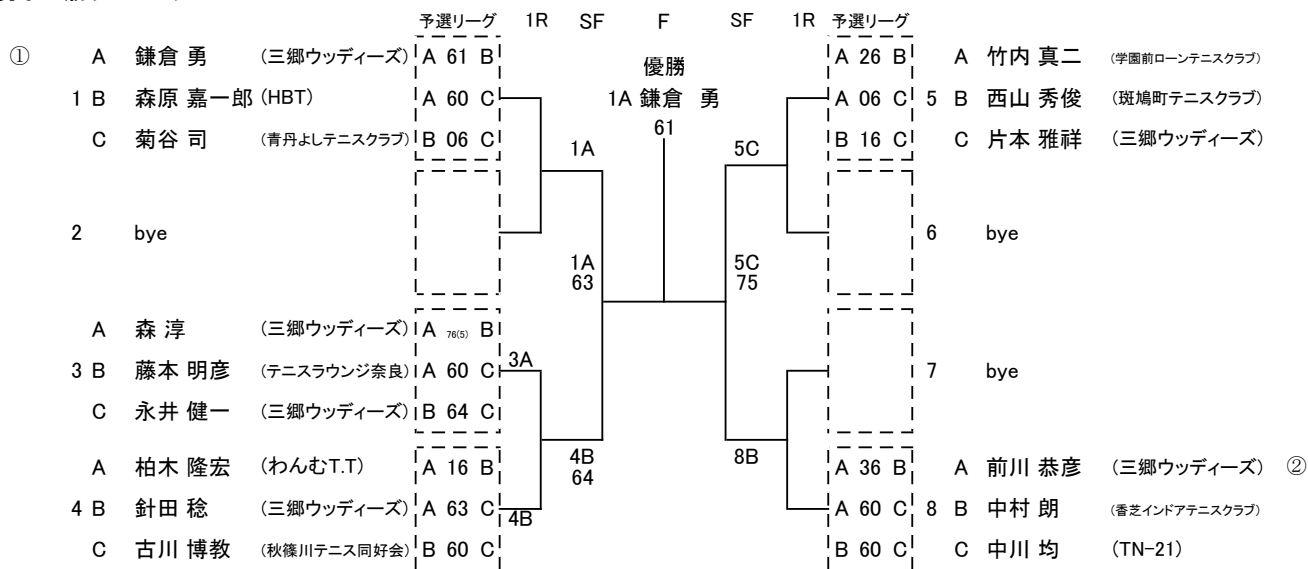 予選リーグ 1R SF F SF 1R 予選リーグ
① A 鎌倉 勇 (三郷ウッディーズ) A 61 B 優勝 A 26 B A 竹内 真二 (学園前ローンテニスクラブ)
1 B 森原 嘉一郎 (HBT) A 60 C 1A 鎌倉 勇 A 06 C 5 B 西山 秀俊 (斑鳩町テニスクラブ)
61
C 菊谷 司 (青丹よしテニスクラブ) B 06 C 1A 5C B 16 C C 片本 雅祥 (三郷ウッディーズ)
2 bye 6 bye
1A 5C
63 75
A 森 淳 (三郷ウッディーズ) A 76(5) B
3 B 藤本 明彦 (テニスラウンジ奈良) A 60 C 3A 7 bye
C 永井 健一 (三郷ウッディーズ) B 64 C
4B 8B
A 柏木 隆宏 (わんむT.T) A 16 B 64 A 36 B A 前川 恭彦 (三郷ウッディーズ) ②
4 B 針田 稔 (三郷ウッディーズ) A 63 C 4B A 60 C 8 B 中村 朗 (香芝インドアテニスクラブ)
C 古川 博教 (秋篠川テニス同好会) B 60 C B 60 C C 中川 均 (TN-21)